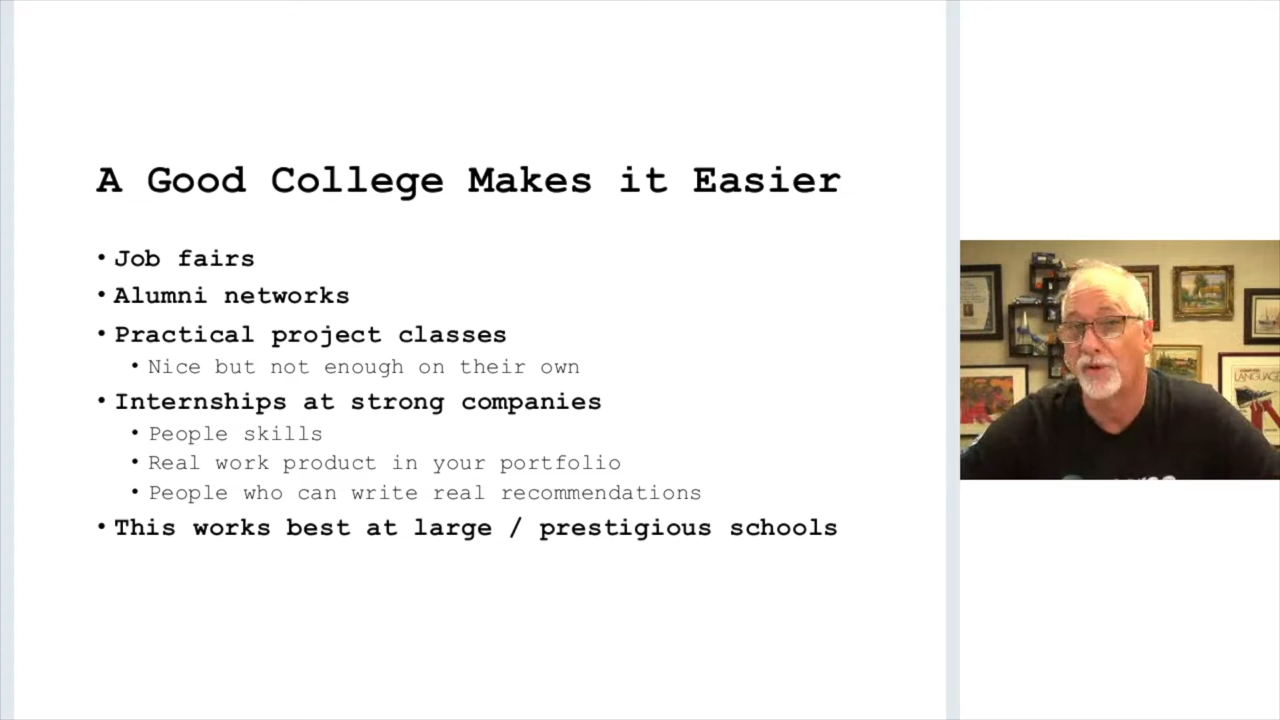 A Good College Makes it Easier
• Job fairs
• Alumni networks
• Practical project classes
• Nice but not enough on their own
• Internships at strong companies
• People skills
• Real work product in your portfolio
• People who can write real recommendations
• This works best at large / prestigious schools
LANGUAGE